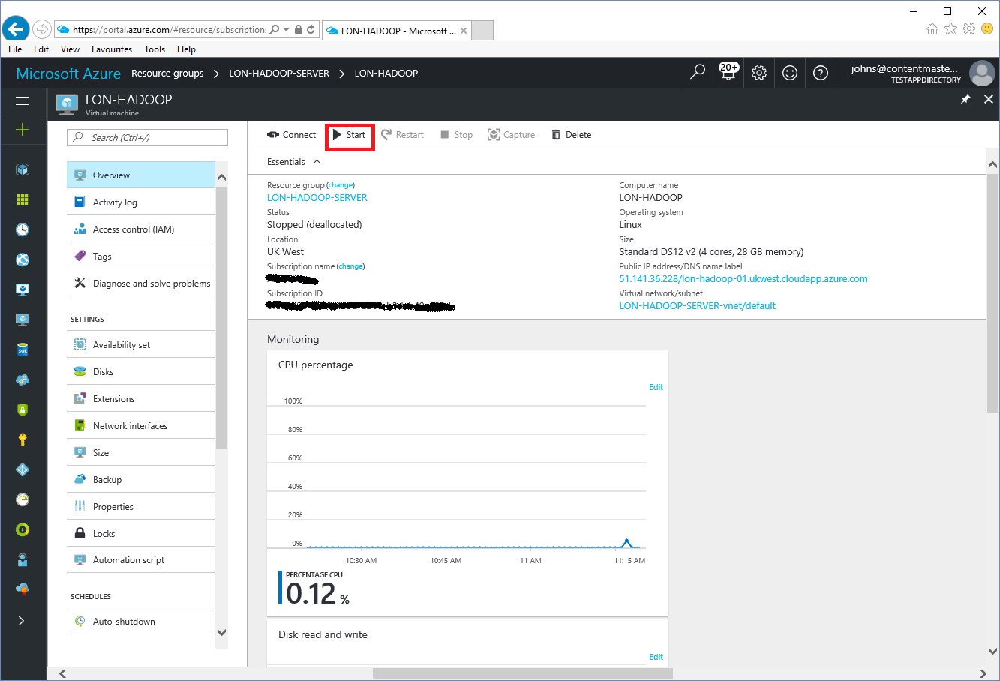 https://portal.azure.com/#resource/subscription
LON-HADOOP - Microsoft ...
File Edit View Favourites Tools Help
Microsoft Azure Resource groups LON-HADOOP-SERVER LON-HADOOP
20+
johns@contentmaste...
TESTAPPDIRECTORY
LON-HADOOP
Virtual machine
Search (Ctrl+/)
Overview
Activity log
Access control (IAM)
Tags
Diagnose and solve problems
SETTINGS
Availability set
Disks
Extensions
Network interfaces
Size
Backup
Properties
Locks
Automation script
SCHEDULES
Auto-shutdown
SQL
Connect Start Restart Stop Capture Delete
Essentials
Resource group (change)
LON-HADOOP-SERVER
Status
Stopped (deallocated)
Location
UK West
Subscription name (change)
Subscription ID
Computer name
LON-HADOOP
Operating system
Linux
Size
Standard DS12 v2 (4 cores, 28 GB memory)
Public IP address/DNS name label
51.141.36.228/lon-hadoop-01.ukwest.cloudapp.azure.com
Virtual network/subnet
LON-HADOOP-SERVER-vnet/default
Monitoring
CPU percentage
Edit
100%
80%
60%
40%
20%
0%
10:30 AM 10:45 AM 11 AM 11:15 AM
PERCENTAGE CPU
0.12 %
Disk read and write
Edit